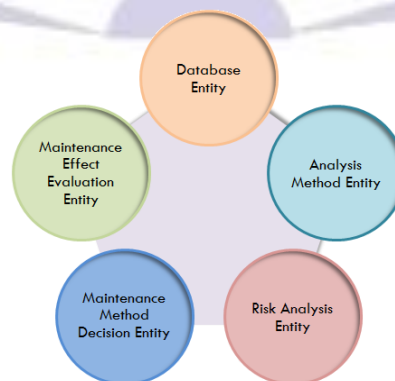 Database
Entity
Maintenance
Effect
Evaluation
Entity
Analysis
Method Entity
Maintenance
Method
Decision Entity
Risk Analysis
Entity